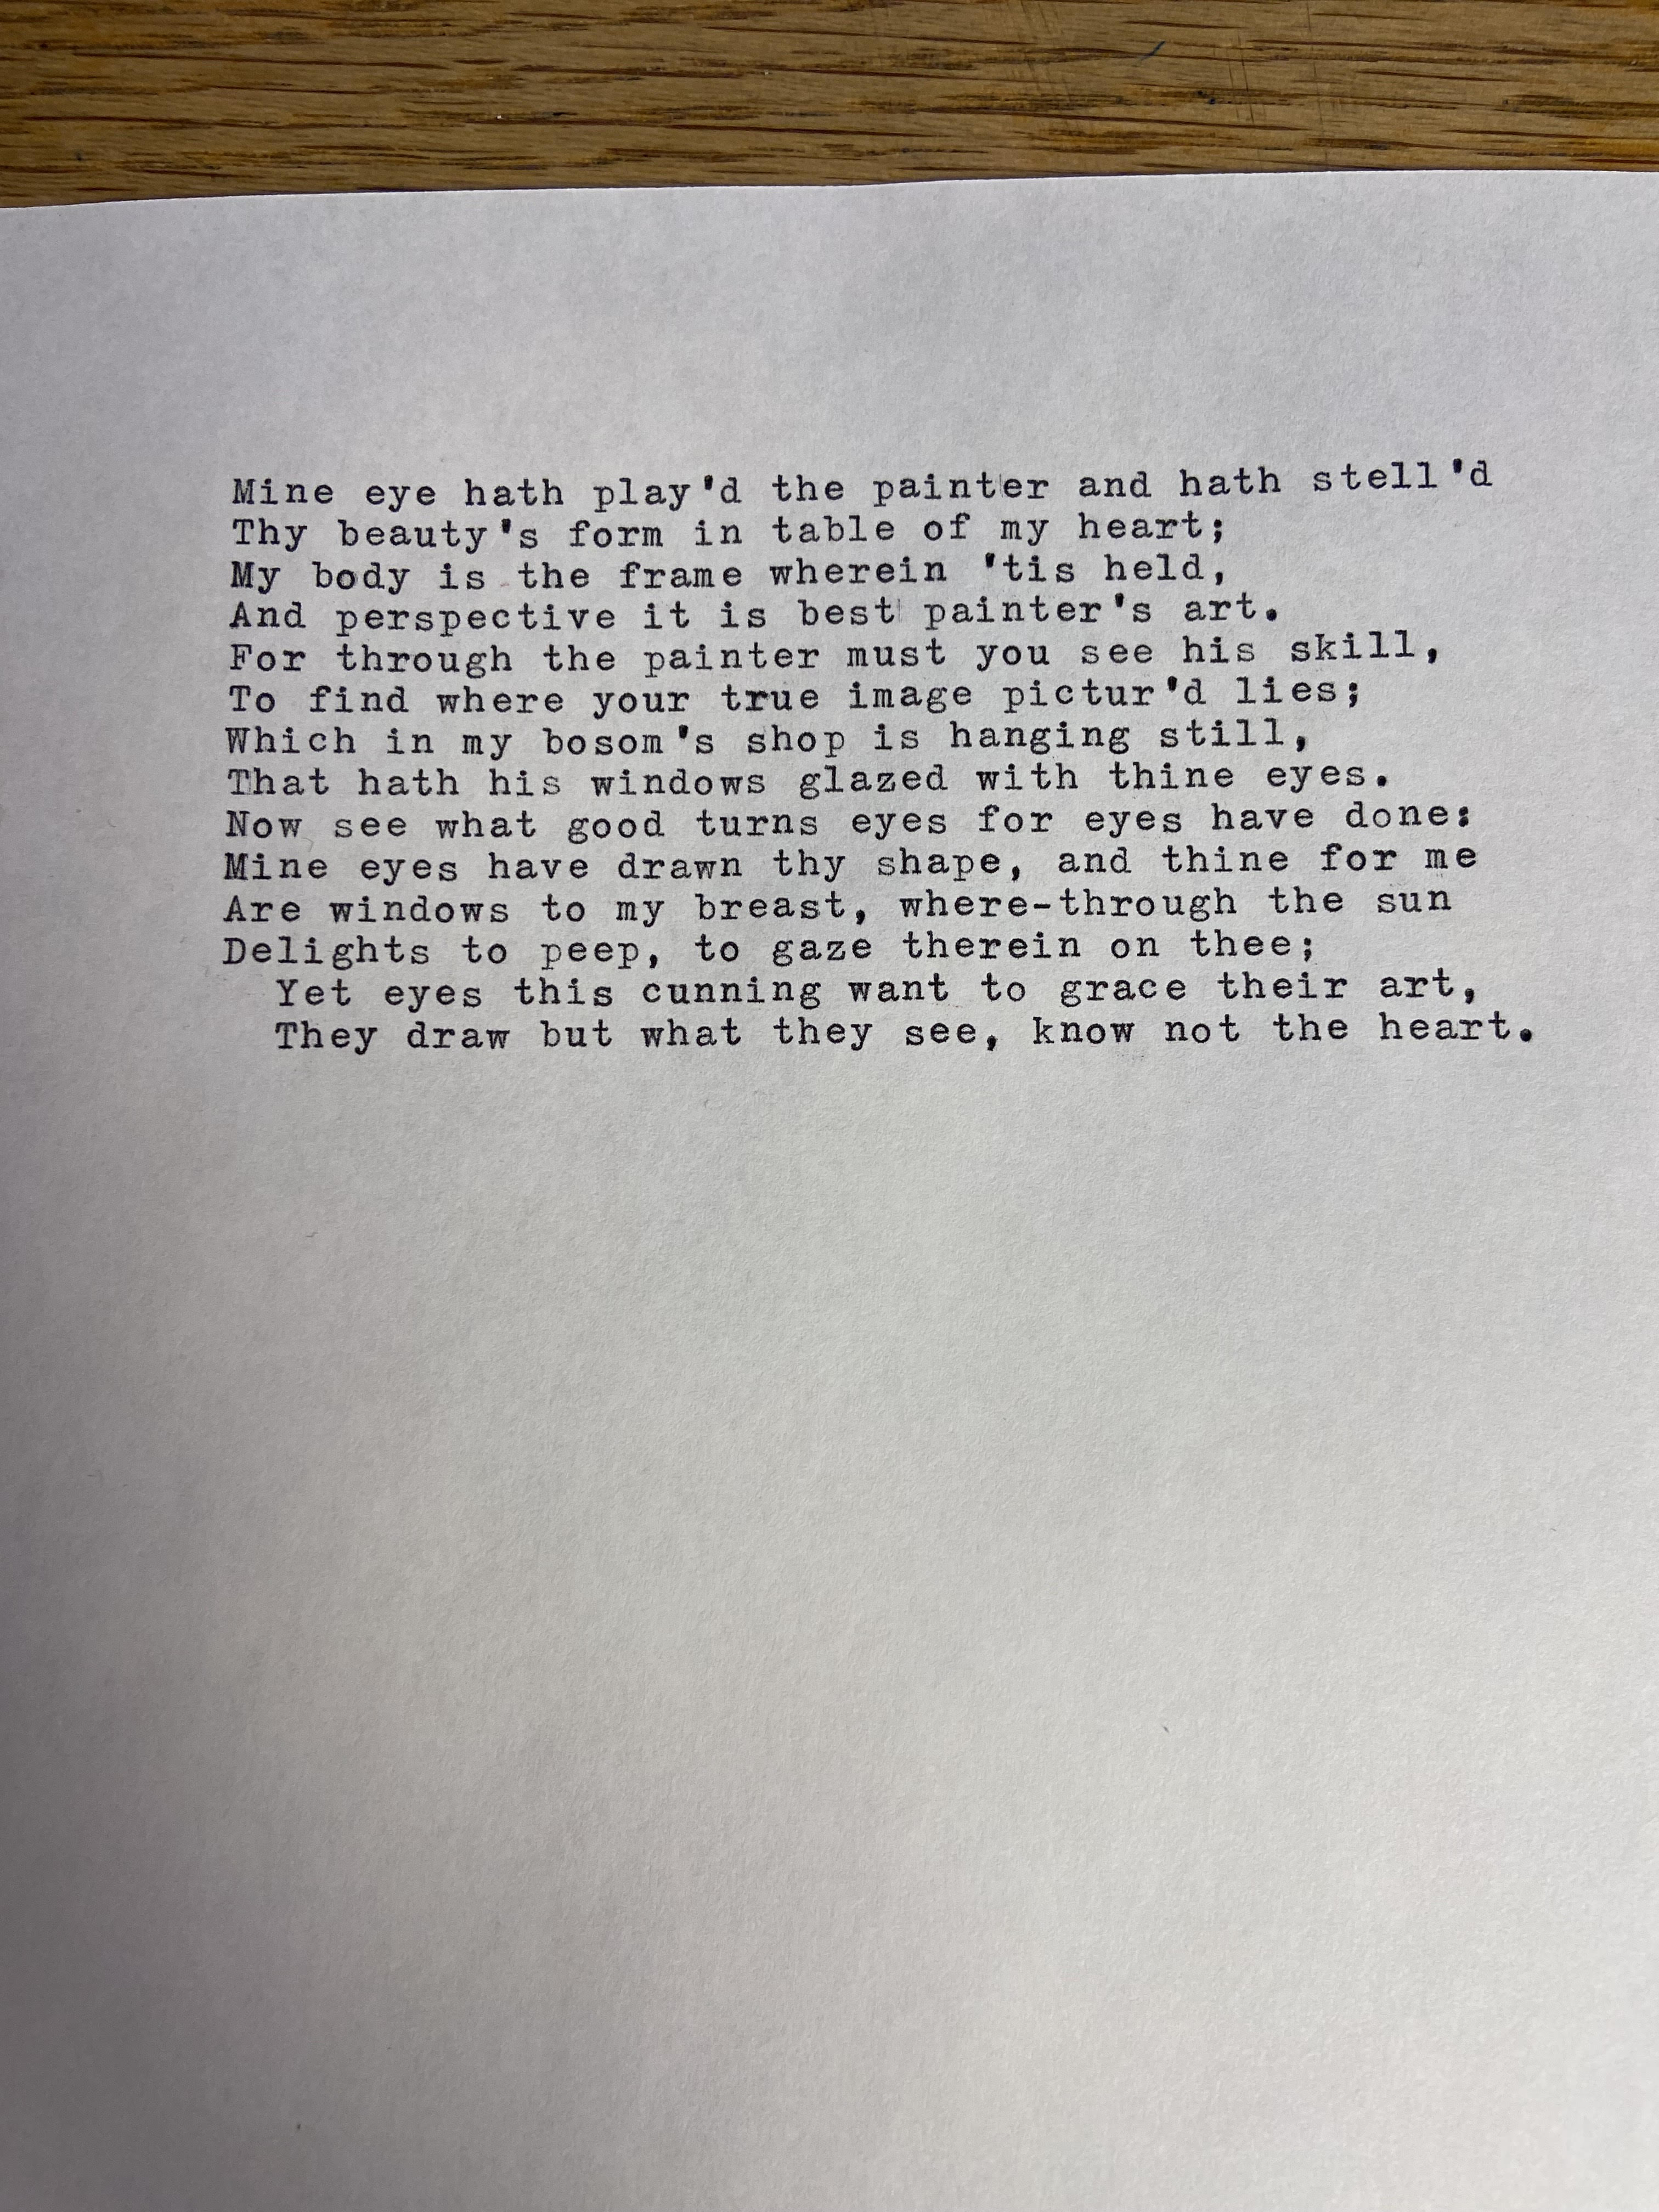 Mine eye hath play'd the painter and hath stell'd
Thy beauty's form in table of my heart;
My body is the frame wherein 'tis held,
And perspective it is best painter's art.
For through the painter must you see his skill,
To find where your true image pictur'd lies;
Which in my bosom's shop is hanging still,
That hath his windows glazed with thine eyes.
Now see what good turns eyes for eyes have done:
Mine eyes have drawn thy shape, and thine for me
Are windows to my breast, where-through the sun
Delights to peep, to gaze therein on thee;
  Yet eyes this cunning want to grace their art,
  They draw but what they see, know not the heart.